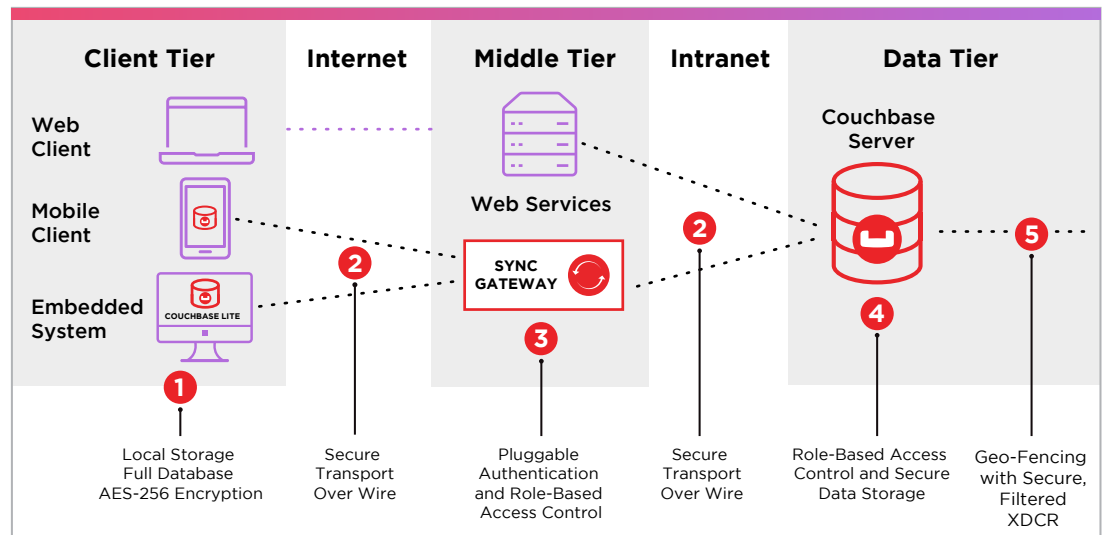 Client Tier
Internet
Middle Tier
Intranet
Data Tier
Web
Client
Mobile
Client
Embedded
System
COUCHBASE LITE
Web Services
SYNC
GATEWAY
Couchbase
Server
1
2
3
2
4
5
Local Storage
Full Database
AES-256 Encryption
Secure
Transport
Over Wire
Pluggable
Authentication
and Role-Based
Access Control
Secure
Transport
Over Wire
Role-Based Access
Control and Secure
Data Storage
Geo-Fencing
with Secure,
Filtered
XDCR